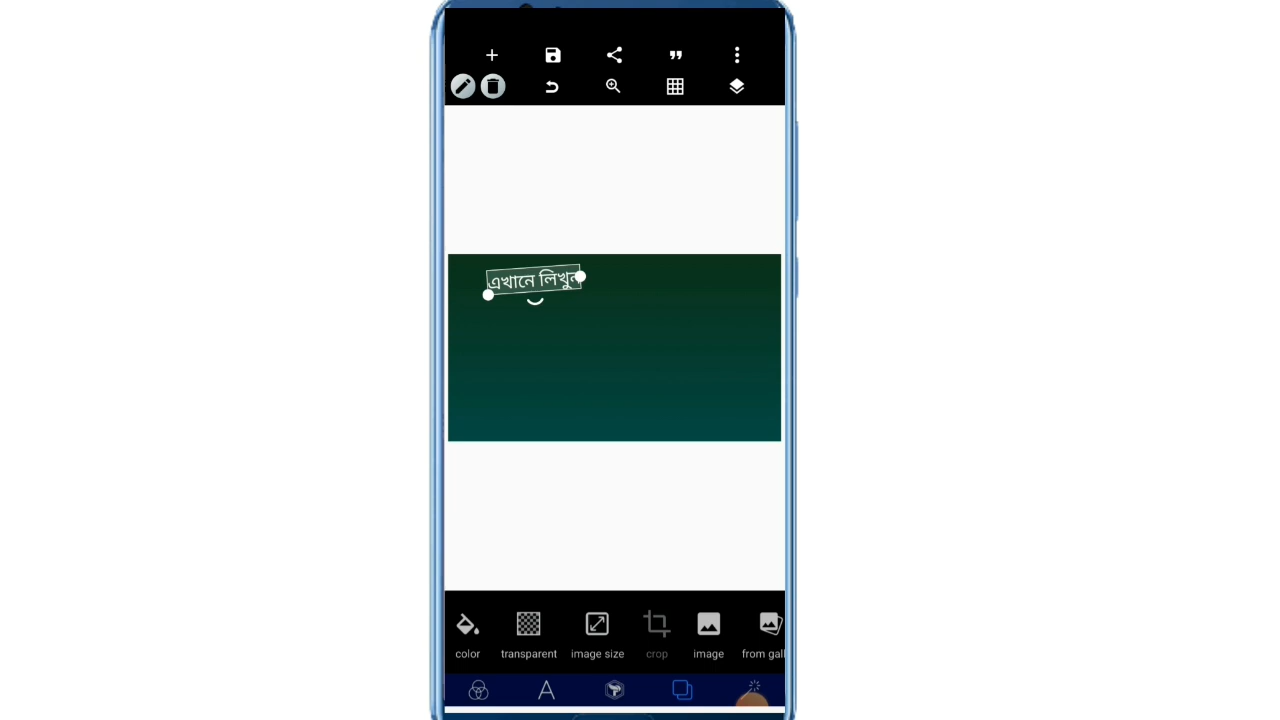 এখানে লিখুন
color transparent image size crop image from gall